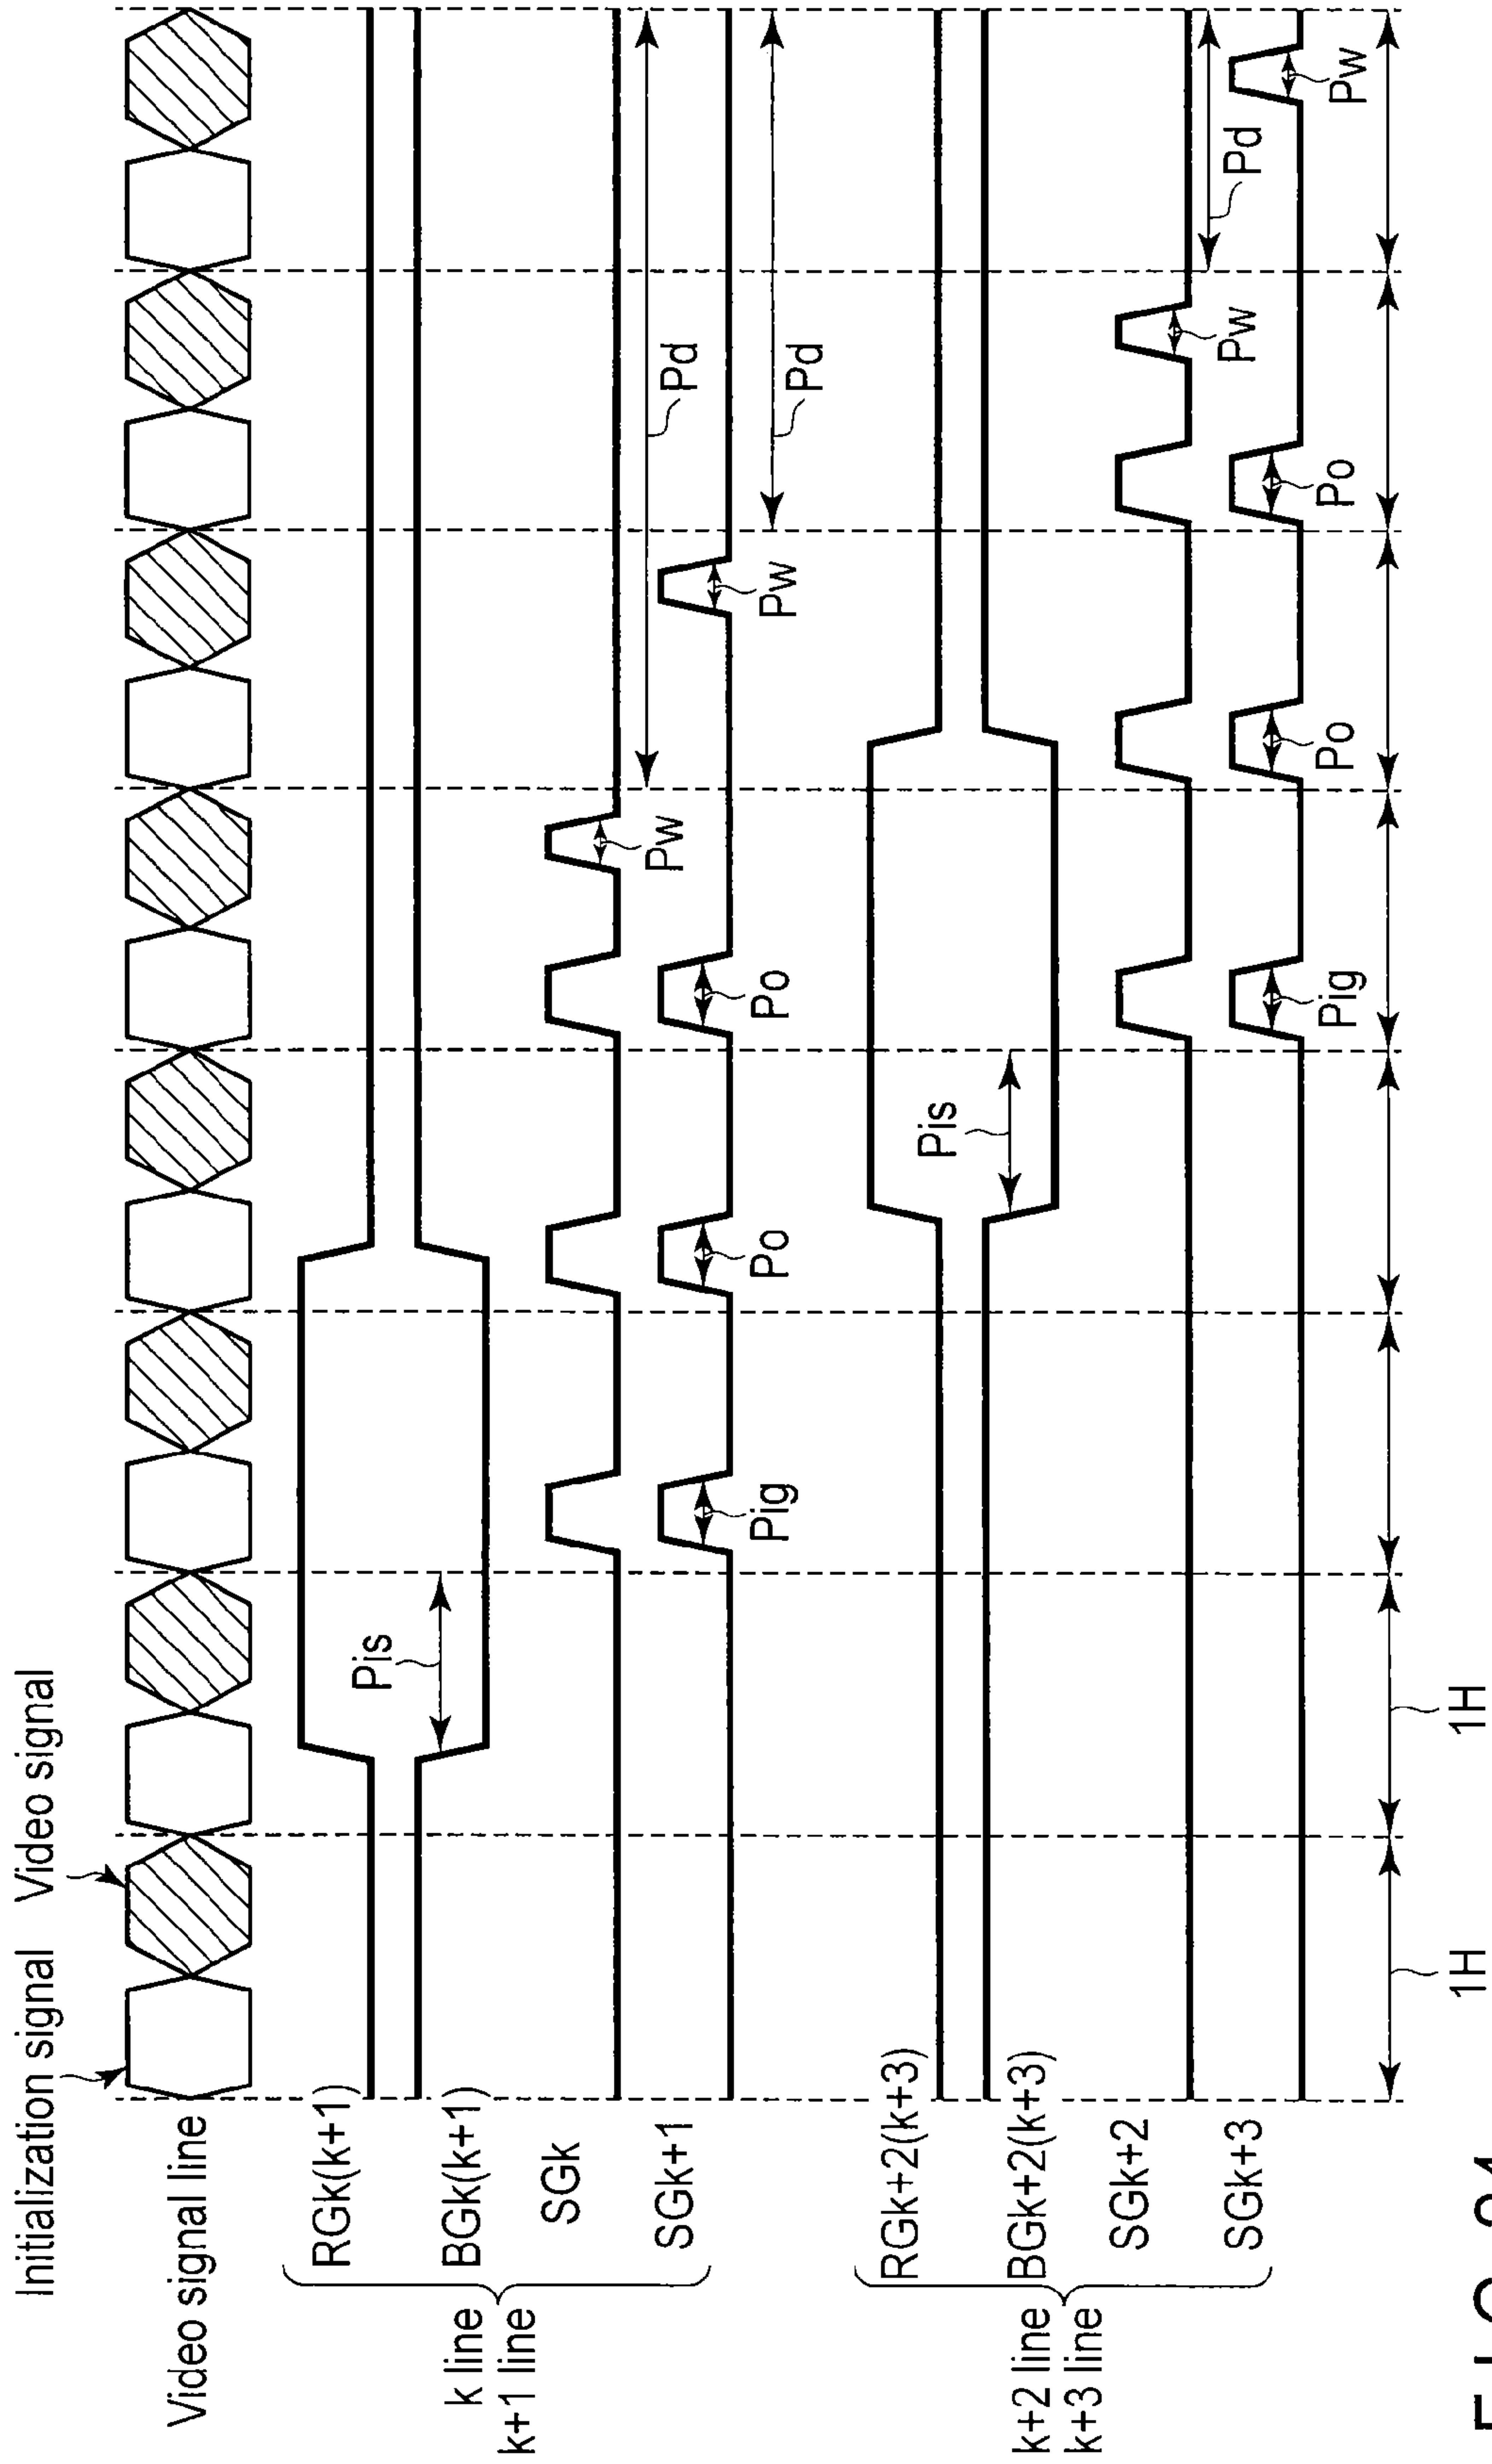 Initialization signal Video signal
Video signal line
RGk(k+1)
Pis
BGk(k+1)
k line
k+1 line
SGk
Pw
Pd
SGk+1
Pig
Po
Po
Pw
Pd
RGk+2(k+3)
Pis
BGk+2(k+3)
k+2 line
k+3 line
SGk+2
Pw
Pd
SGk+3
Pig
Po
Po
Pw
1H
1H